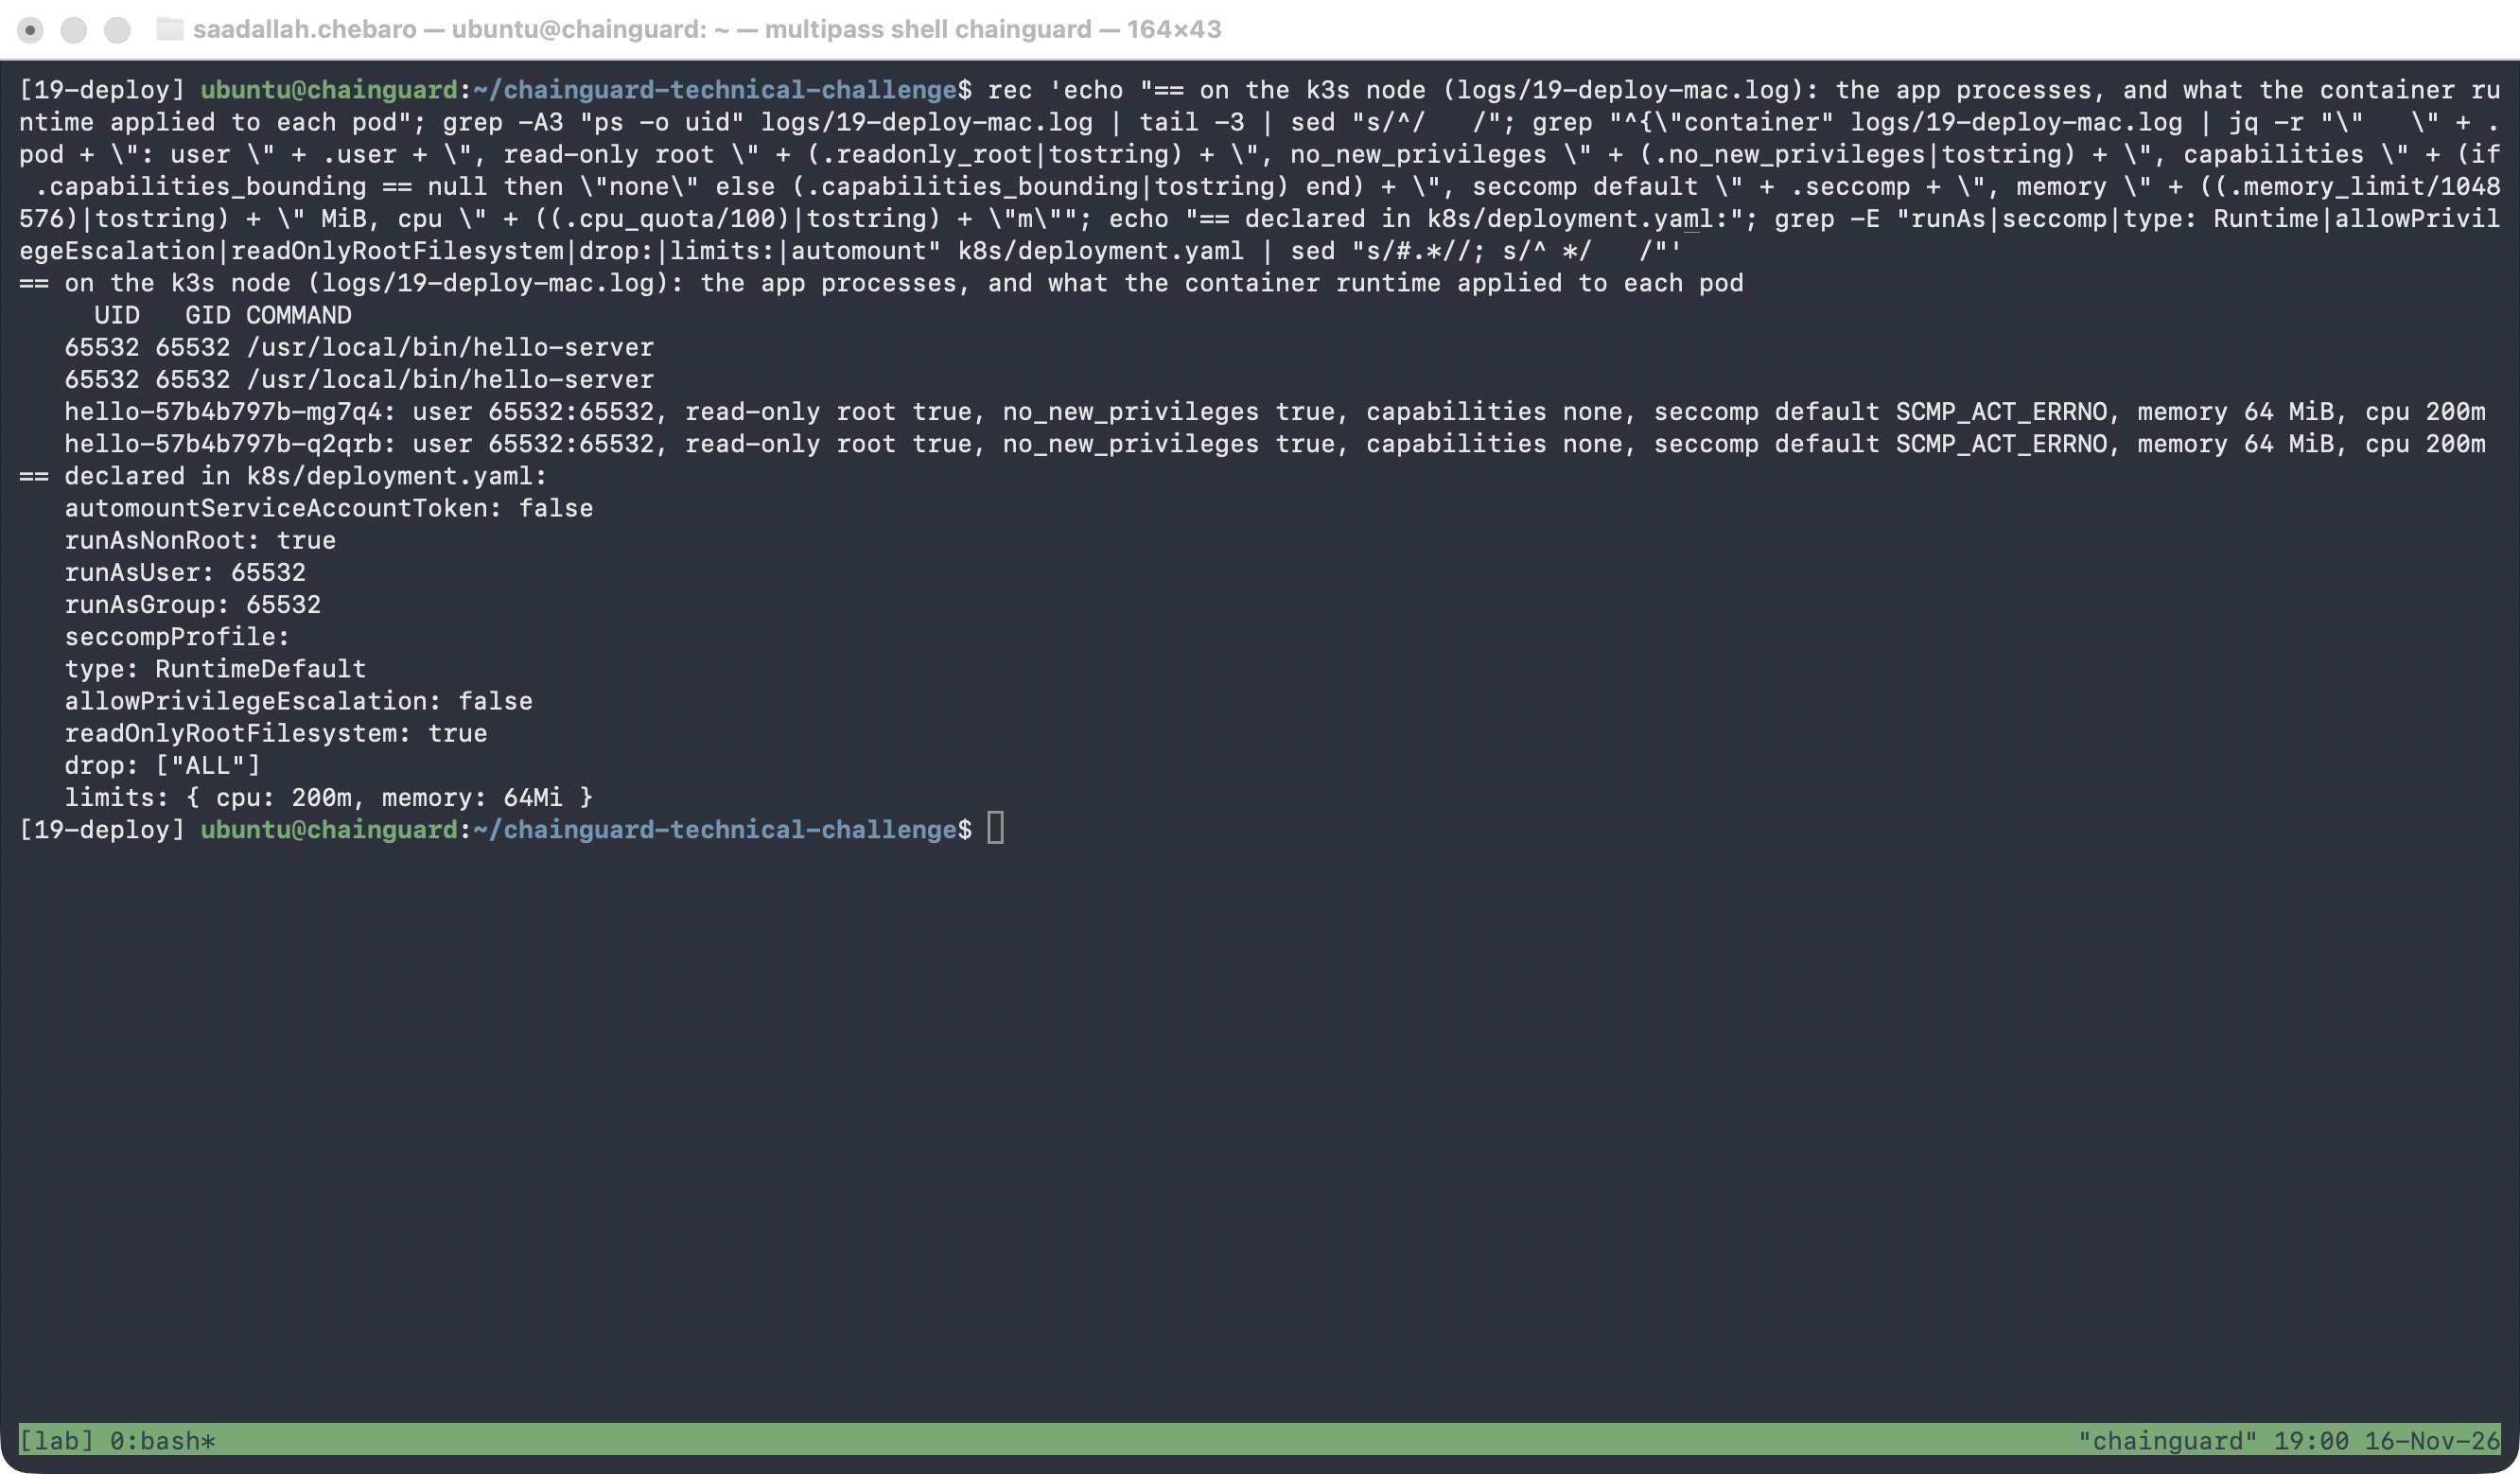 saadallah.chebaro — ubuntu@chainguard: ~ — multipass shell chainguard — 164×43
[19-deploy] ubuntu@chainguard:~/chainguard-technical-challenge$ rec 'echo "== on the k3s node (logs/19-deploy-mac.log): the app processes, and what the container ru
ntime applied to each pod"; grep -A3 "ps -o uid" logs/19-deploy-mac.log | tail -3 | sed "s/^/   /"; grep "^{\"container" logs/19-deploy-mac.log | jq -r "\"   \" + .
pod + \": user \" + .user + \", read-only root \" + (.readonly_root|tostring) + \", no_new_privileges \" + (.no_new_privileges|tostring) + \", capabilities \" + (if
 .capabilities_bounding == null then \"none\" else (.capabilities_bounding|tostring) end) + \", seccomp default \" + .seccomp + \", memory \" + ((.memory_limit/1048
576)|tostring) + \" MiB, cpu \" + ((.cpu_quota/100)|tostring) + \"m\""; echo "== declared in k8s/deployment.yaml:"; grep -E "runAs|seccomp|type: Runtime|allowPrivil
egeEscalation|readOnlyRootFilesystem|drop:|limits:|automount" k8s/deployment.yaml | sed "s/#.*//; s/^ */   /"'
== on the k3s node (logs/19-deploy-mac.log): the app processes, and what the container runtime applied to each pod
     UID   GID COMMAND
   65532 65532 /usr/local/bin/hello-server
   65532 65532 /usr/local/bin/hello-server
   hello-57b4b797b-mg7q4: user 65532:65532, read-only root true, no_new_privileges true, capabilities none, seccomp default SCMP_ACT_ERRNO, memory 64 MiB, cpu 200m
   hello-57b4b797b-q2qrb: user 65532:65532, read-only root true, no_new_privileges true, capabilities none, seccomp default SCMP_ACT_ERRNO, memory 64 MiB, cpu 200m
== declared in k8s/deployment.yaml:
   automountServiceAccountToken: false
   runAsNonRoot: true
   runAsUser: 65532
   runAsGroup: 65532
   seccompProfile:
   type: RuntimeDefault
   allowPrivilegeEscalation: false
   readOnlyRootFilesystem: true
   drop: ["ALL"]
   limits: { cpu: 200m, memory: 64Mi }
[19-deploy] ubuntu@chainguard:~/chainguard-technical-challenge$
[lab] 0:bash* "chainguard" 19:00 16-Nov-26